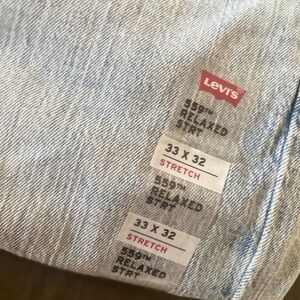 Levi's
559™
RELAXED
STRT
33 X 32
STRETCH
559™
RELAXED
STRT
33 X 32
STRETCH
559™
RELAXED
STRT